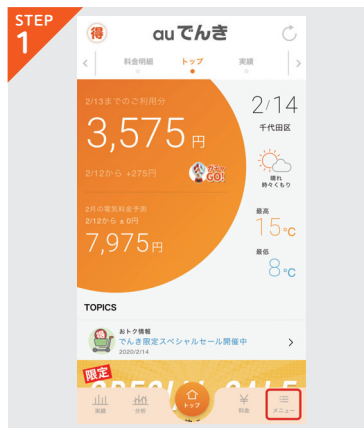 STEP
1
得
auでんき
料金明細
トップ
実績
2/13までのご利用分
3,575円
2/12から +275円
GO!
2月の電気料金予測
2/12から ± 0円
7,975円
2/14
千代田区
晴れ
時々くもり
最高
15℃
最低
8℃
TOPICS
おトク情報
でんき限定スペシャルセール開催中
2020/2/14
限定
SPECIAL SALE
実績
分析
トップ
料金
メニュー